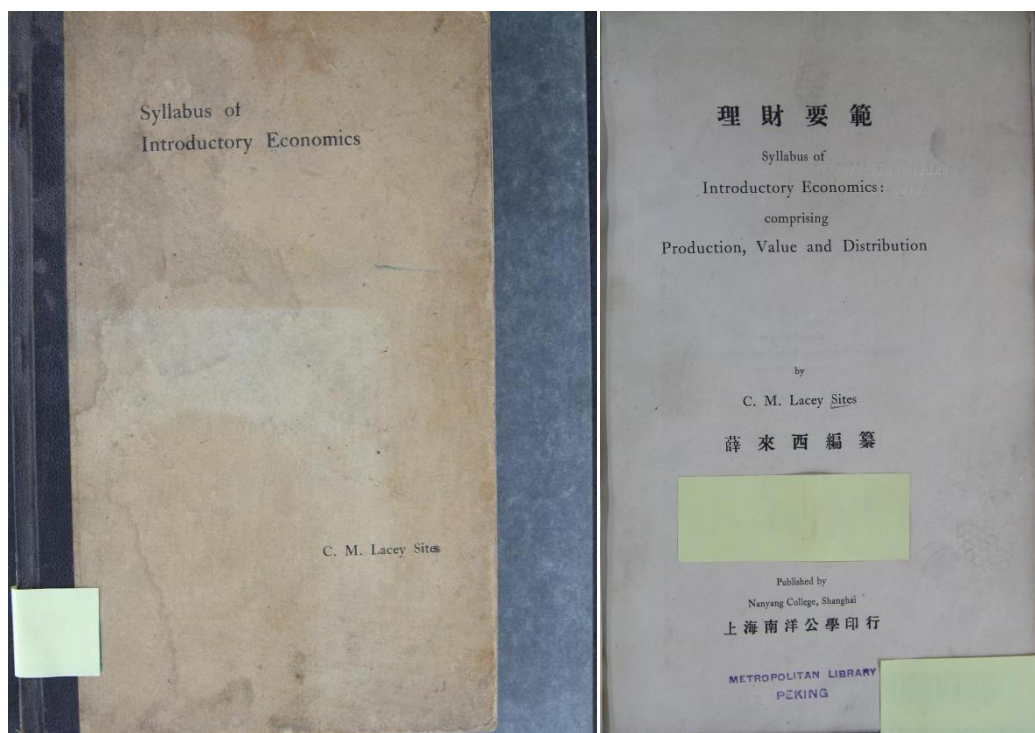 Syllabus of
Introductory Economics
C. M. Lacey Sites
理財要範
Syllabus of
Introductory Economics:
comprising
Production, Value and Distribution
by
C. M. Lacey Sites
薛來西編纂
Published by
Nanyang College, Shanghai
上海南洋公學印行
METROPOLITAN LIBRARY
PEKING